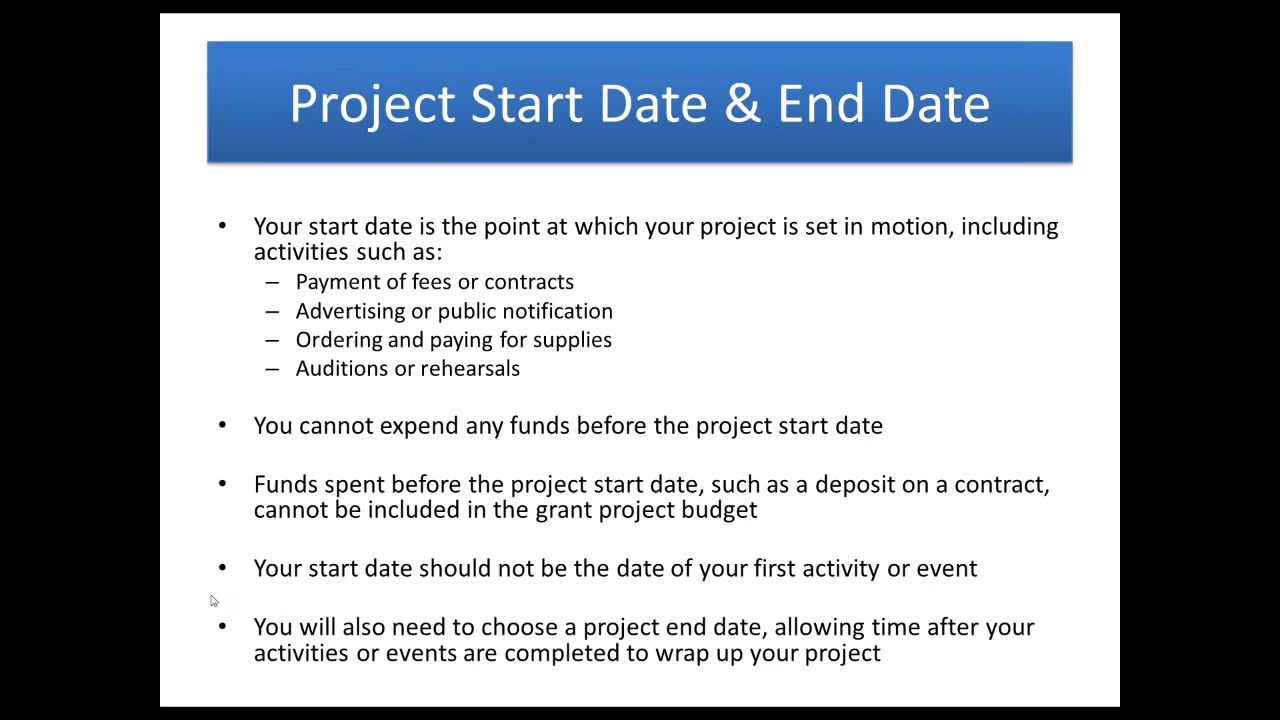 Project Start Date & End Date
• Your start date is the point at which your project is set in motion, including
activities such as:
– Payment of fees or contracts
– Advertising or public notification
– Ordering and paying for supplies
– Auditions or rehearsals
• You cannot expend any funds before the project start date
• Funds spent before the project start date, such as a deposit on a contract,
cannot be included in the grant project budget
• Your start date should not be the date of your first activity or event
• You will also need to choose a project end date, allowing time after your
activities or events are completed to wrap up your project